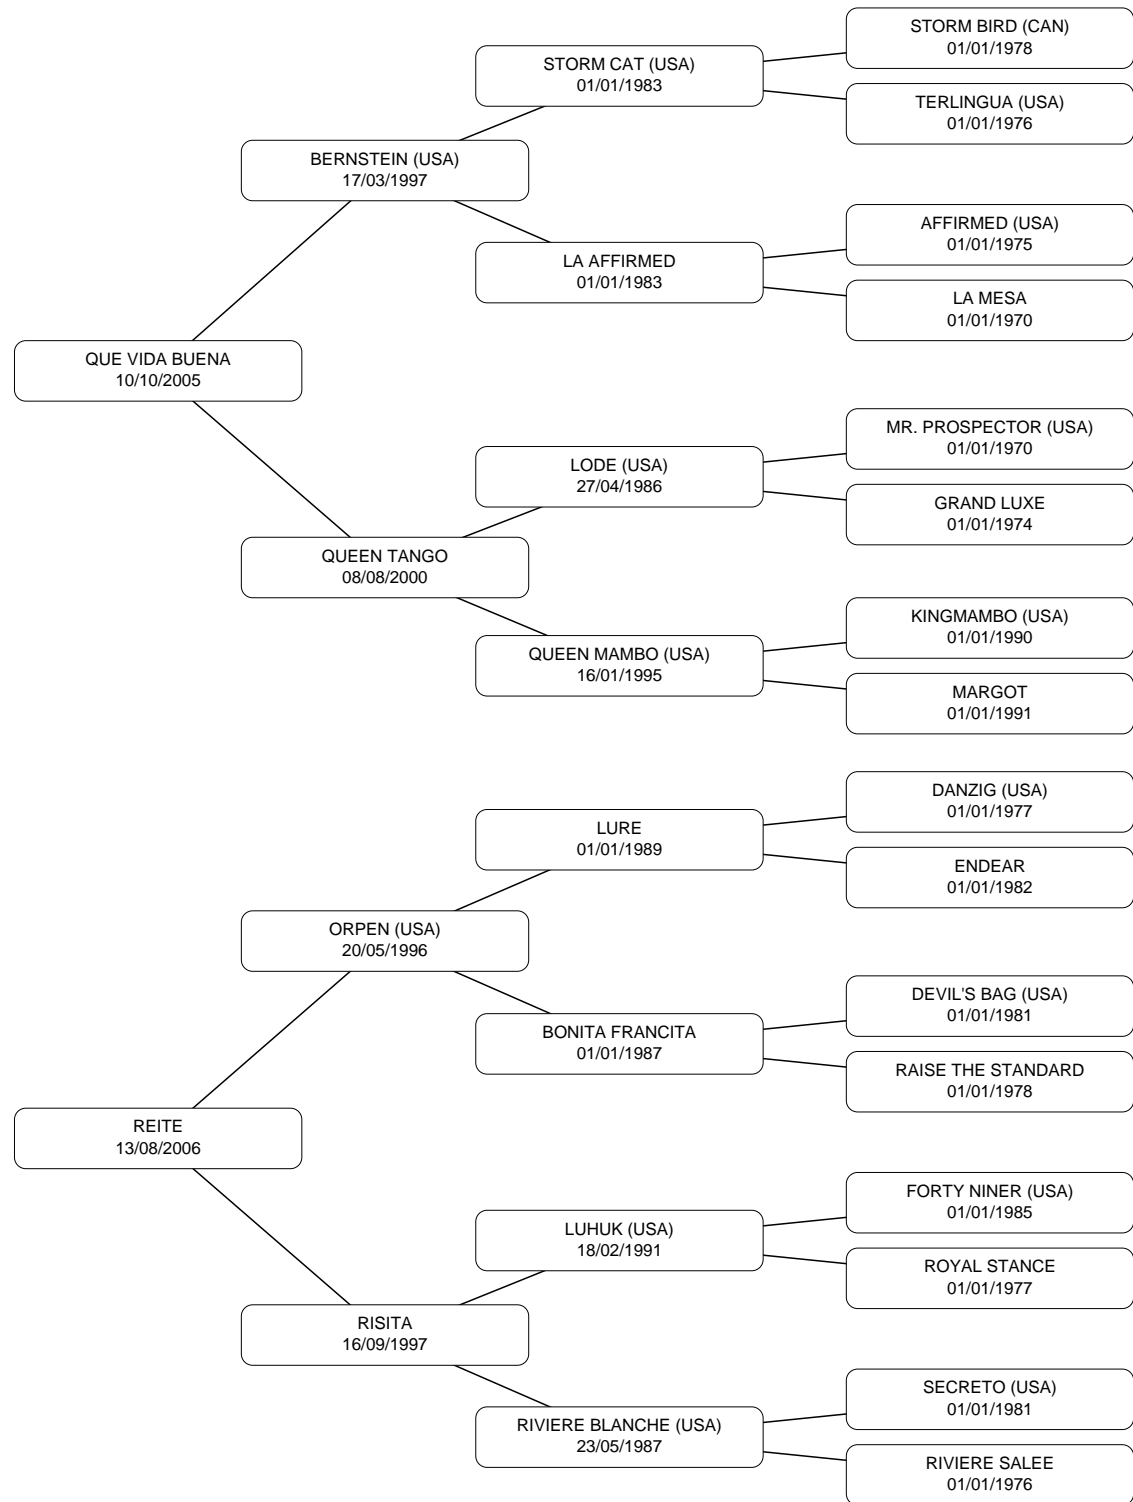 STORM BIRD (CAN)
01/01/1978
STORM CAT (USA)
01/01/1983
TERLINGUA (USA)
01/01/1976
BERNSTEIN (USA)
17/03/1997
AFFIRMED (USA)
01/01/1975
LA AFFIRMED
01/01/1983
LA MESA
01/01/1970
QUE VIDA BUENA
10/10/2005
MR. PROSPECTOR (USA)
01/01/1970
LODE (USA)
27/04/1986
GRAND LUXE
01/01/1974
QUEEN TANGO
08/08/2000
KINGMAMBO (USA)
01/01/1990
QUEEN MAMBO (USA)
16/01/1995
MARGOT
01/01/1991
DANZIG (USA)
01/01/1977
LURE
01/01/1989
ENDEAR
01/01/1982
ORPEN (USA)
20/05/1996
DEVIL'S BAG (USA)
01/01/1981
BONITA FRANCITA
01/01/1987
RAISE THE STANDARD
01/01/1978
REITE
13/08/2006
FORTY NINER (USA)
01/01/1985
LUHUK (USA)
18/02/1991
ROYAL STANCE
01/01/1977
RISITA
16/09/1997
SECRETO (USA)
01/01/1981
RIVIERE BLANCHE (USA)
23/05/1987
RIVIERE SALEE
01/01/1976